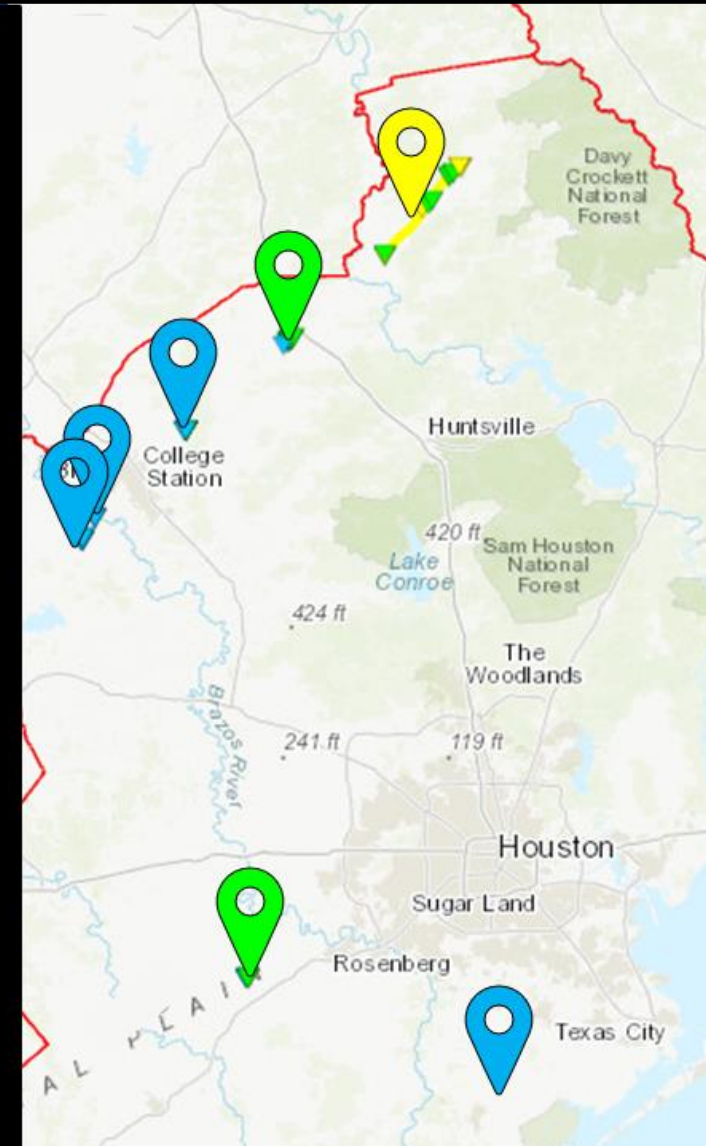 Davy
Crockett
National
Forest
Huntsville
College
Station
420 ft
Sam Houston
National
Forest
Lake
Conroe
424 ft
The
Woodlands
Brazos River
241 ft
119 ft
Houston
Sugar Land
Rosenberg
Texas City
A L P L A I